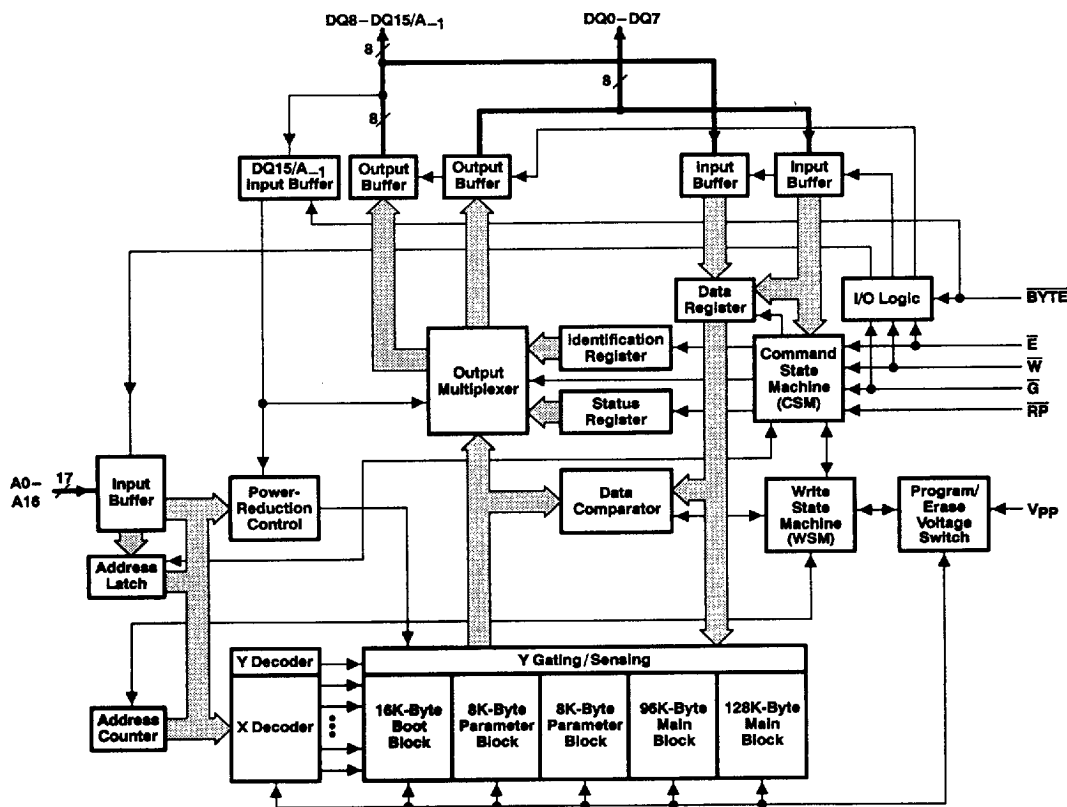 DQ8–DQ15/A–1
DQ0–DQ7
8
8
8
DQ15/A–1
Input Buffer
Output
Buffer
Output
Buffer
Input
Buffer
Input
Buffer
Data
Register
I/O Logic
BYTE
E
W
G
RP
Identification
Register
Output
Multiplexer
Status
Register
Command
State
Machine
(CSM)
A0–
A16
17
Input
Buffer
Power-
Reduction
Control
Data
Comparator
Write
State
Machine
(WSM)
Program/
Erase
Voltage
Switch
VPP
Address
Latch
Address
Counter
Y Decoder
X Decoder
Y Gating/Sensing
16K-Byte
Boot
Block
8K-Byte
Parameter
Block
8K-Byte
Parameter
Block
96K-Byte
Main
Block
128K-Byte
Main
Block